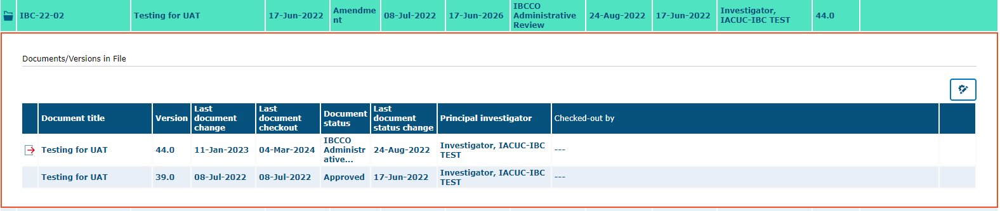 IBC-22-02 Testing for UAT 17-Jun-2022 Amendme
nt 08-Jul-2022 17-Jun-2026 IBCCO
Administrative
Review 24-Aug-2022 17-Jun-2022 Investigator,
IACUC-IBC TEST 44.0
Documents/Versions in File
Document title Version Last
document
change Last
document
checkout Document
status Last
document
status change Principal investigator Checked-out by
Testing for UAT 44.0 11-Jan-2023 04-Mar-2024 IBCCO
Administr
ative... 24-Aug-2022 Investigator, IACUC-IBC
TEST ---
Testing for UAT 39.0 08-Jul-2022 08-Jul-2022 Approved 17-Jun-2022 Investigator, IACUC-IBC
TEST ---